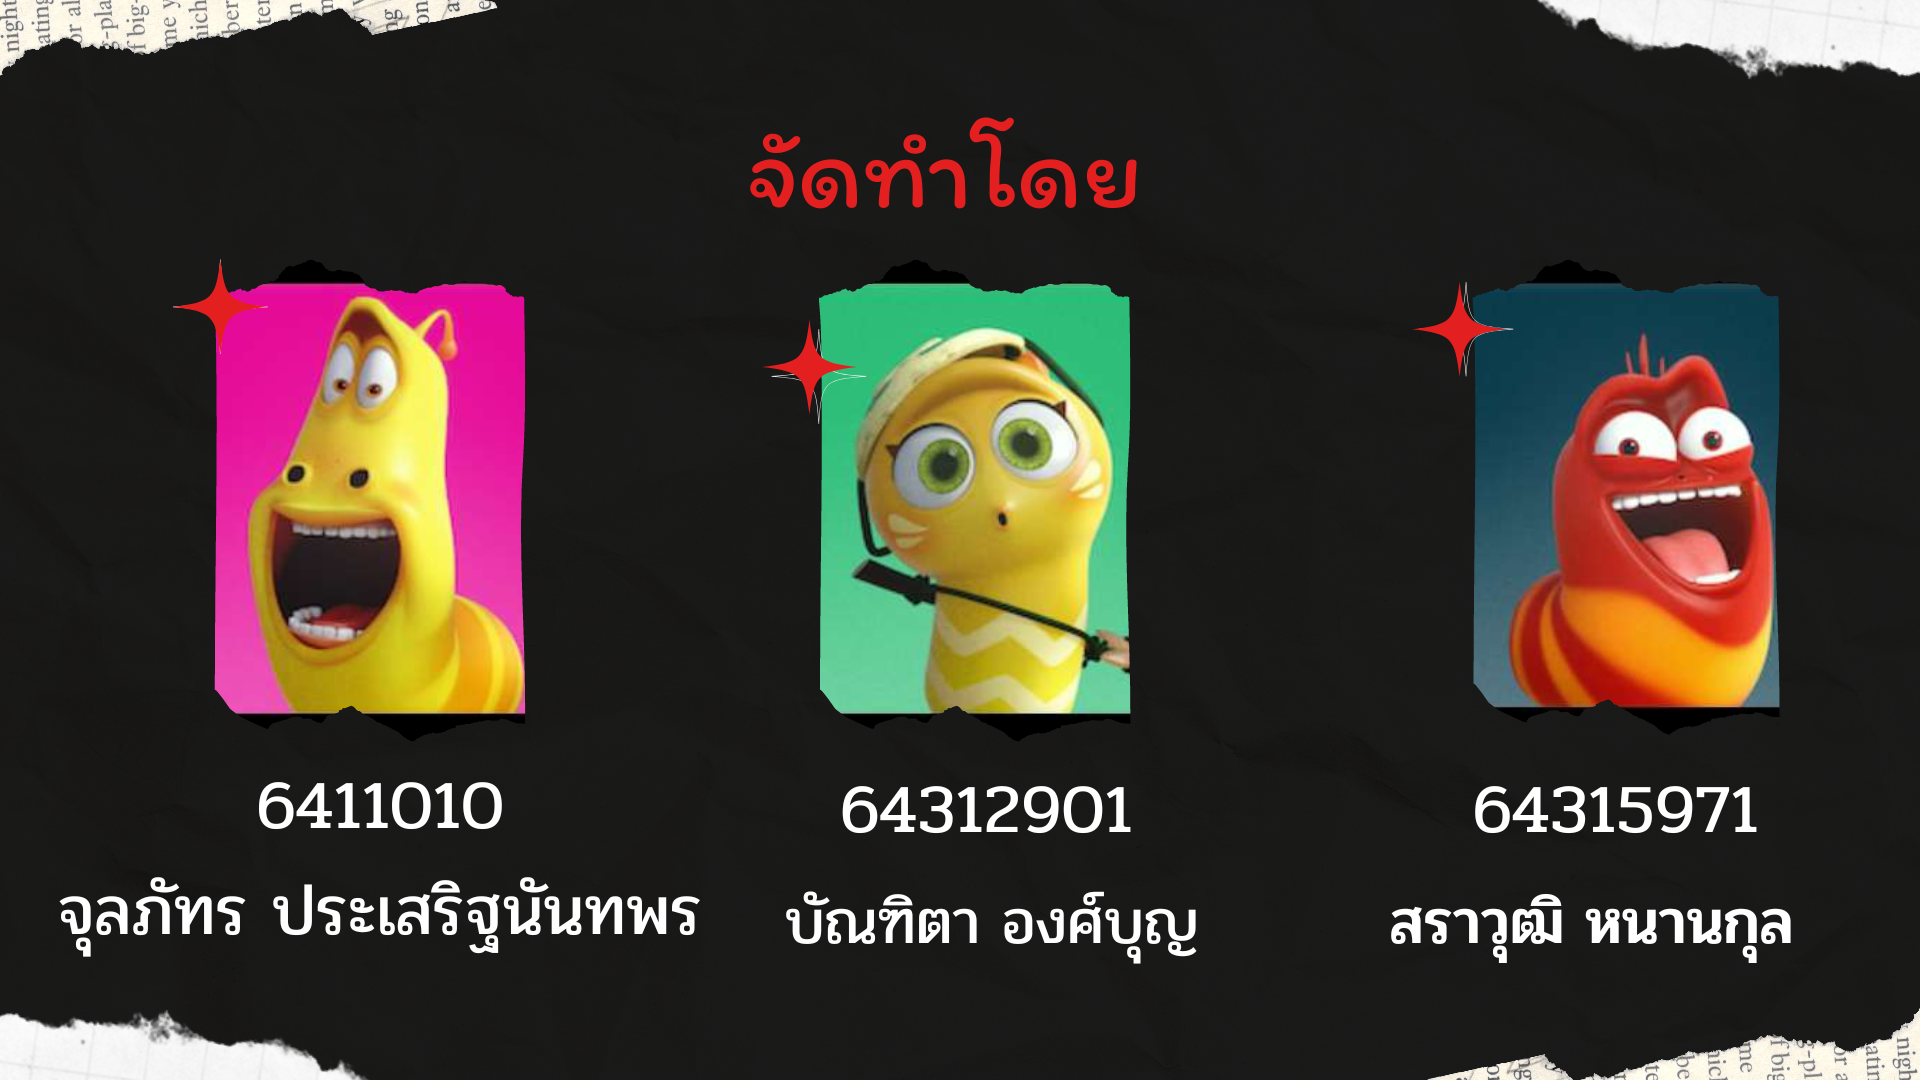 จัดทำโดย
6411010
จุลภัทร ประเสริฐนันทพร
64312901
บัณฑิตา องศ์บุญ
64315971
สราวุฒิ หนานกุล